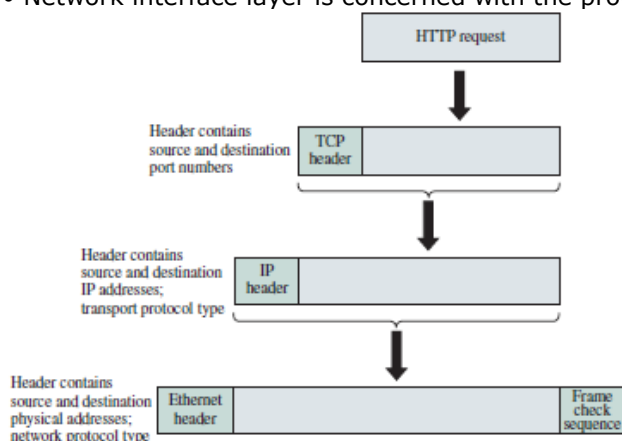 • Network interface layer is concerned with the pro
HTTP request
Header contains
source and destination
port numbers
TCP
header
Header contains
source and destination
IP addresses;
transport protocol type
IP
header
Header contains
source and destination
physical addresses;
network protocol type
Ethernet
header
Frame
check
sequence